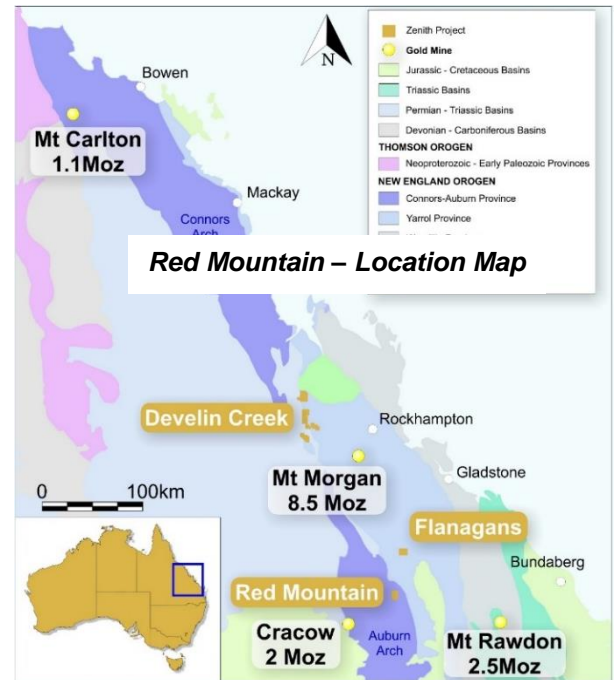 Zenith Project
Gold Mine
Jurassic - Cretaceous Basins
Triassic Basins
Permian - Triassic Basins
Devonian - Carboniferous Basins
THOMSON OROGEN
Neoproterozoic - Early Paleozoic Provinces
NEW ENGLAND OROGEN
Connors-Auburn Province
Yarrol Province
N
Bowen
Mt Carlton
1.1Moz
Mackay
Connors
Red Mountain – Location Map
Develin Creek
Rockhampton
Mt Morgan
8.5 Moz
Gladstone
0 100km
Flanagans
Bundaberg
Red Mountain
Cracow
2 Moz
Auburn
Arch
Mt Rawdon
2.5Moz